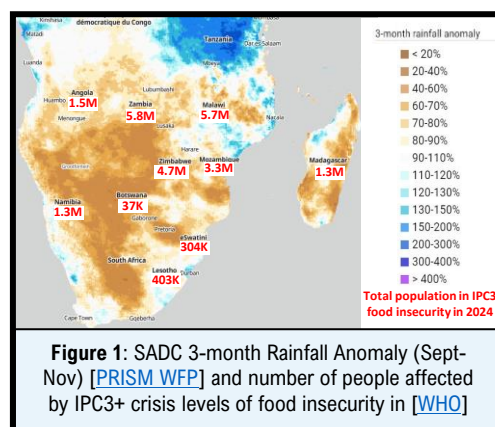 Kinshasa
démocratique du Congo
Matadi
Tanzania
Dar es Salaam
Luanda
Mbeya
Angola
1.5M
Lubumbashi
Huambo
Zambia
5.8M
Malawi
5.7M
Menongue
Lusaka
Nacala
Harare
Zimbabwe
4.7M
Mozambique
3.3M
Madagascar
1.3M
Namibia
1.3M
Botswana
37K
Gaborone
Pretoria
eSwatini
304K
South Africa
Lesotho
403K
Durban
Cape Town
Gqeberha
3-month rainfall anomaly
< 20%
20-40%
40-60%
60-70%
70-80%
80-90%
90-110%
110-120%
120-130%
130-150%
150-200%
200-300%
300-400%
> 400%
Total population in IPC3
food insecurity in 2024
Figure 1: SADC 3-month Rainfall Anomaly (Sept-
Nov) [PRISM WFP] and number of people affected
by IPC3+ crisis levels of food insecurity in [WHO]